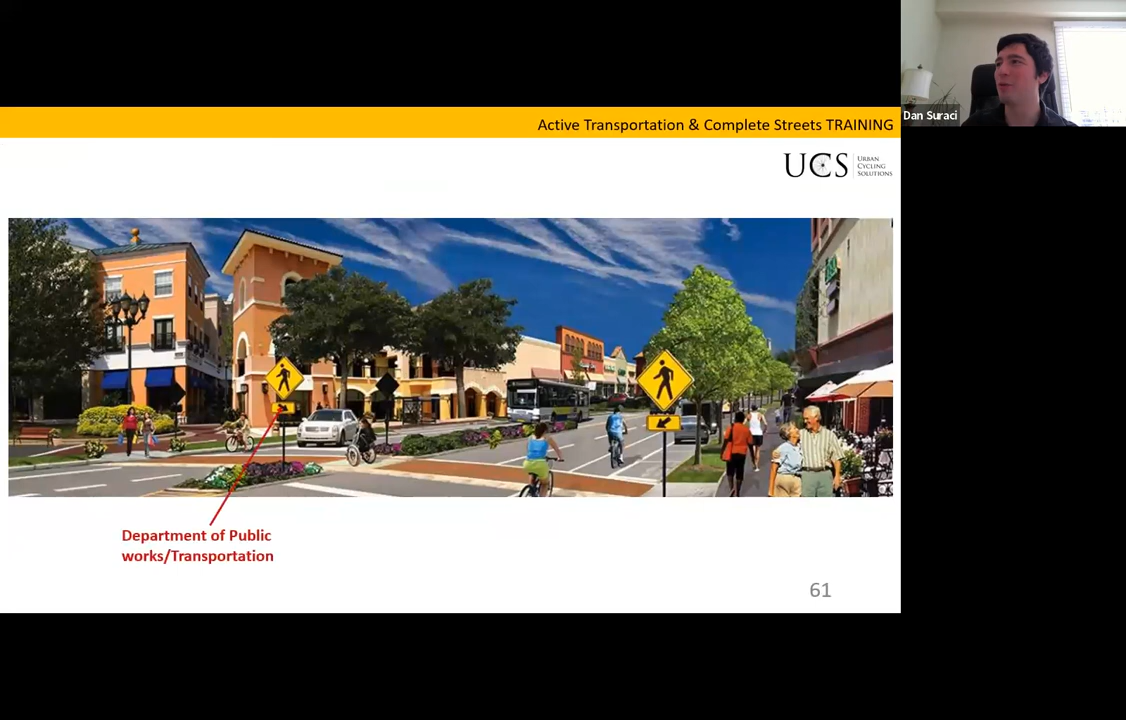 Active Transportation & Complete Streets TRAINING
Dan Suraci
UCS
URBAN
CYCLING
SOLUTIONS
Department of Public
works/Transportation
61